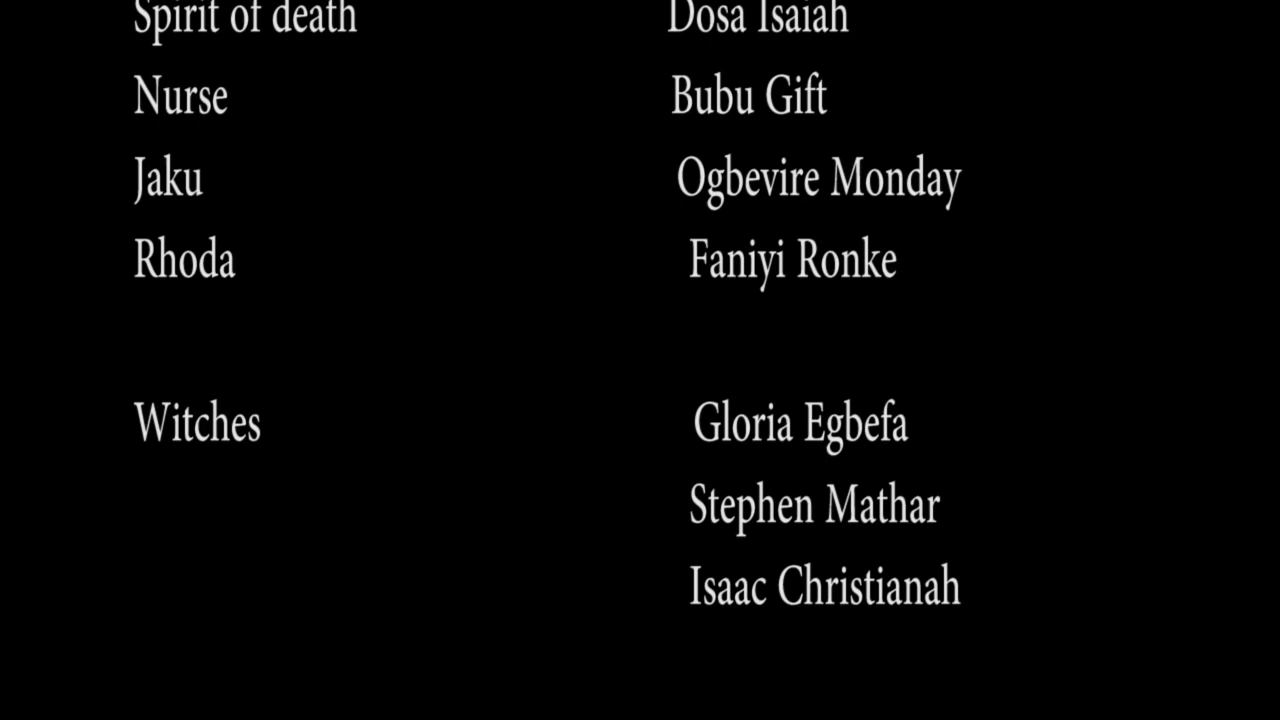 Spirit of death Dosa Isaiah
Nurse Bubu Gift
Jaku Ogbevire Monday
Rhoda Faniyi Ronke
Witches Gloria Egbefa
Stephen Mathar
Isaac Christianah